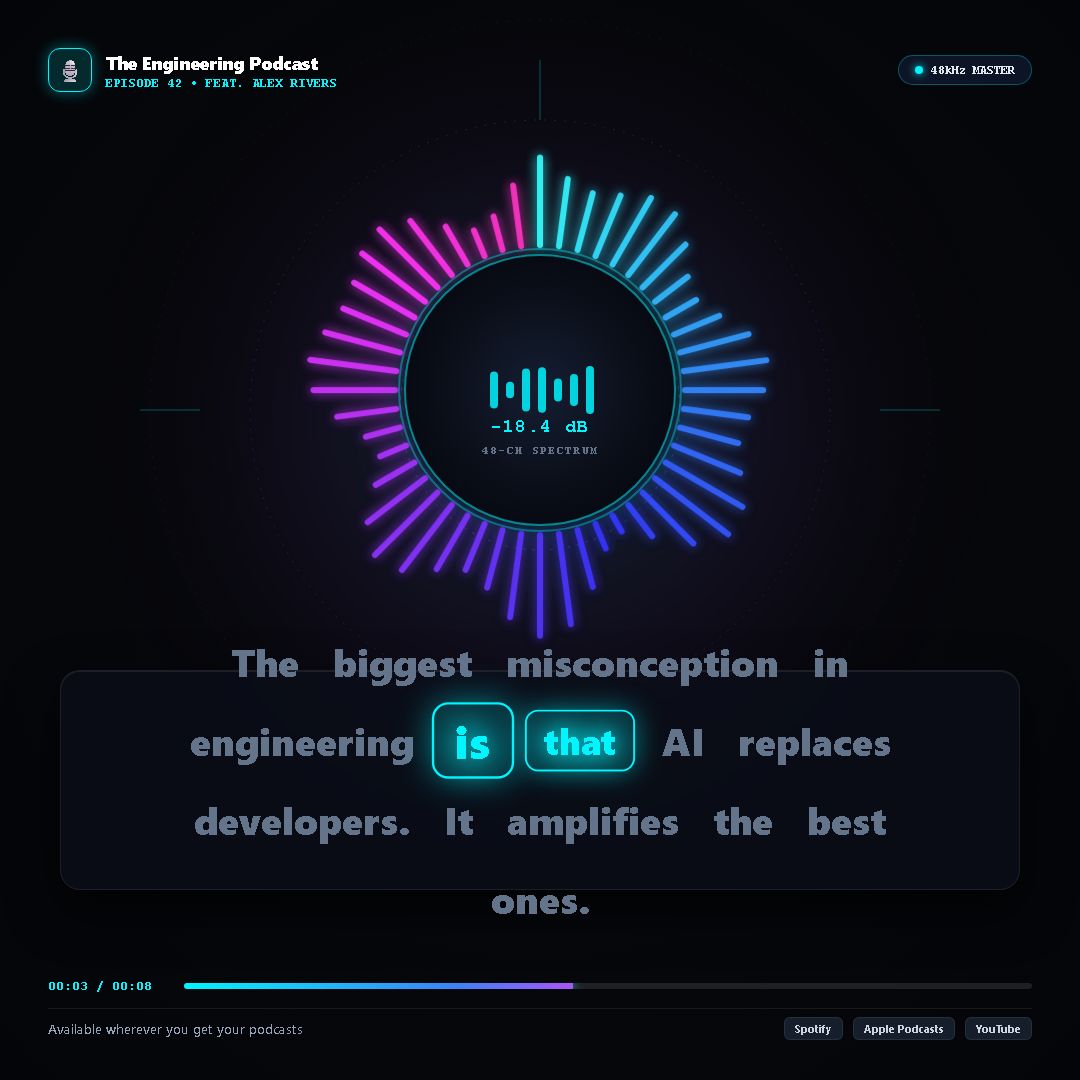 The Engineering Podcast
EPISODE 42 • FEAT. ALEX RIVERS
48kHz MASTER
-18.4 dB
48-CH SPECTRUM
The biggest misconception in
engineering is that AI replaces
developers. It amplifies the best
ones.
00:03 / 00:08
Available wherever you get your podcasts
Spotify
Apple Podcasts
YouTube